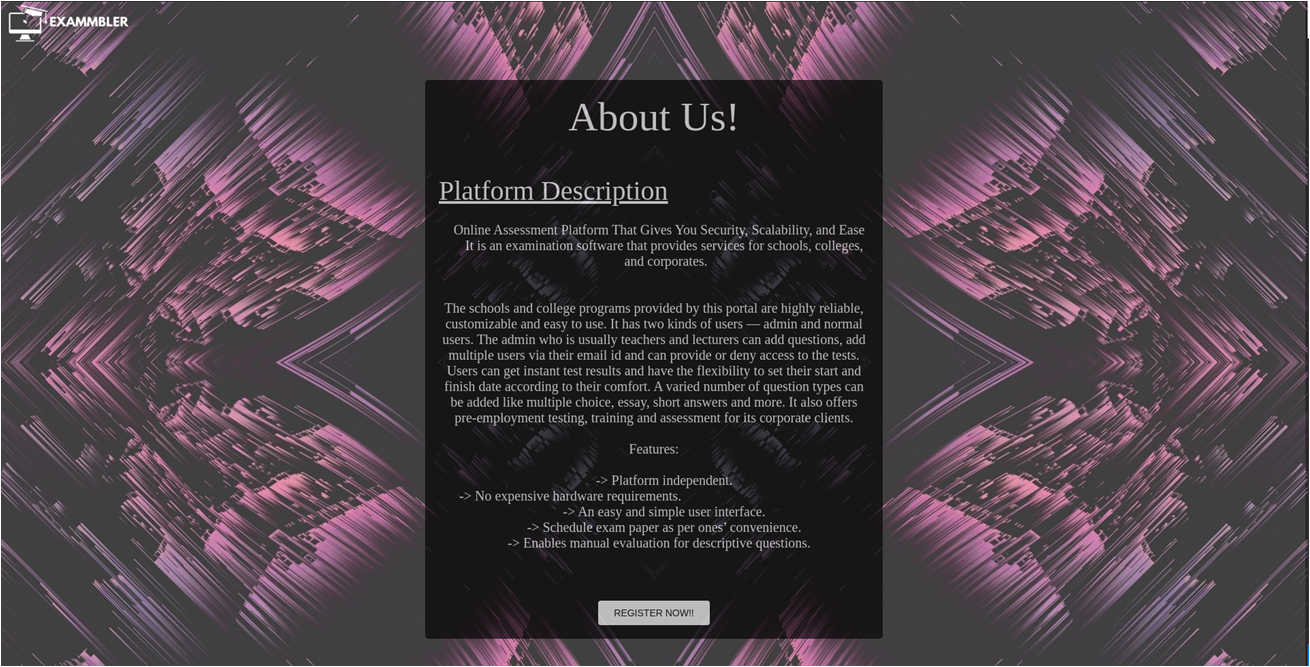 EXAMMBLER
About Us!
Platform Description
Online Assessment Platform That Gives You Security, Scalability, and Ease
It is an examination software that provides services for schools, colleges,
and corporates.
The schools and college programs provided by this portal are highly reliable,
customizable and easy to use. It has two kinds of users — admin and normal
users. The admin who is usually teachers and lecturers can add questions, add
multiple users via their email id and can provide or deny access to the tests.
Users can get instant test results and have the flexibility to set their start and
finish date according to their comfort. A varied number of question types can
be added like multiple choice, essay, short answers and more. It also offers
pre-employment testing, training and assessment for its corporate clients.
Features:
-> Platform independent.
-> No expensive hardware requirements.
-> An easy and simple user interface.
-> Schedule exam paper as per ones’ convenience.
-> Enables manual evaluation for descriptive questions.
REGISTER NOW!!